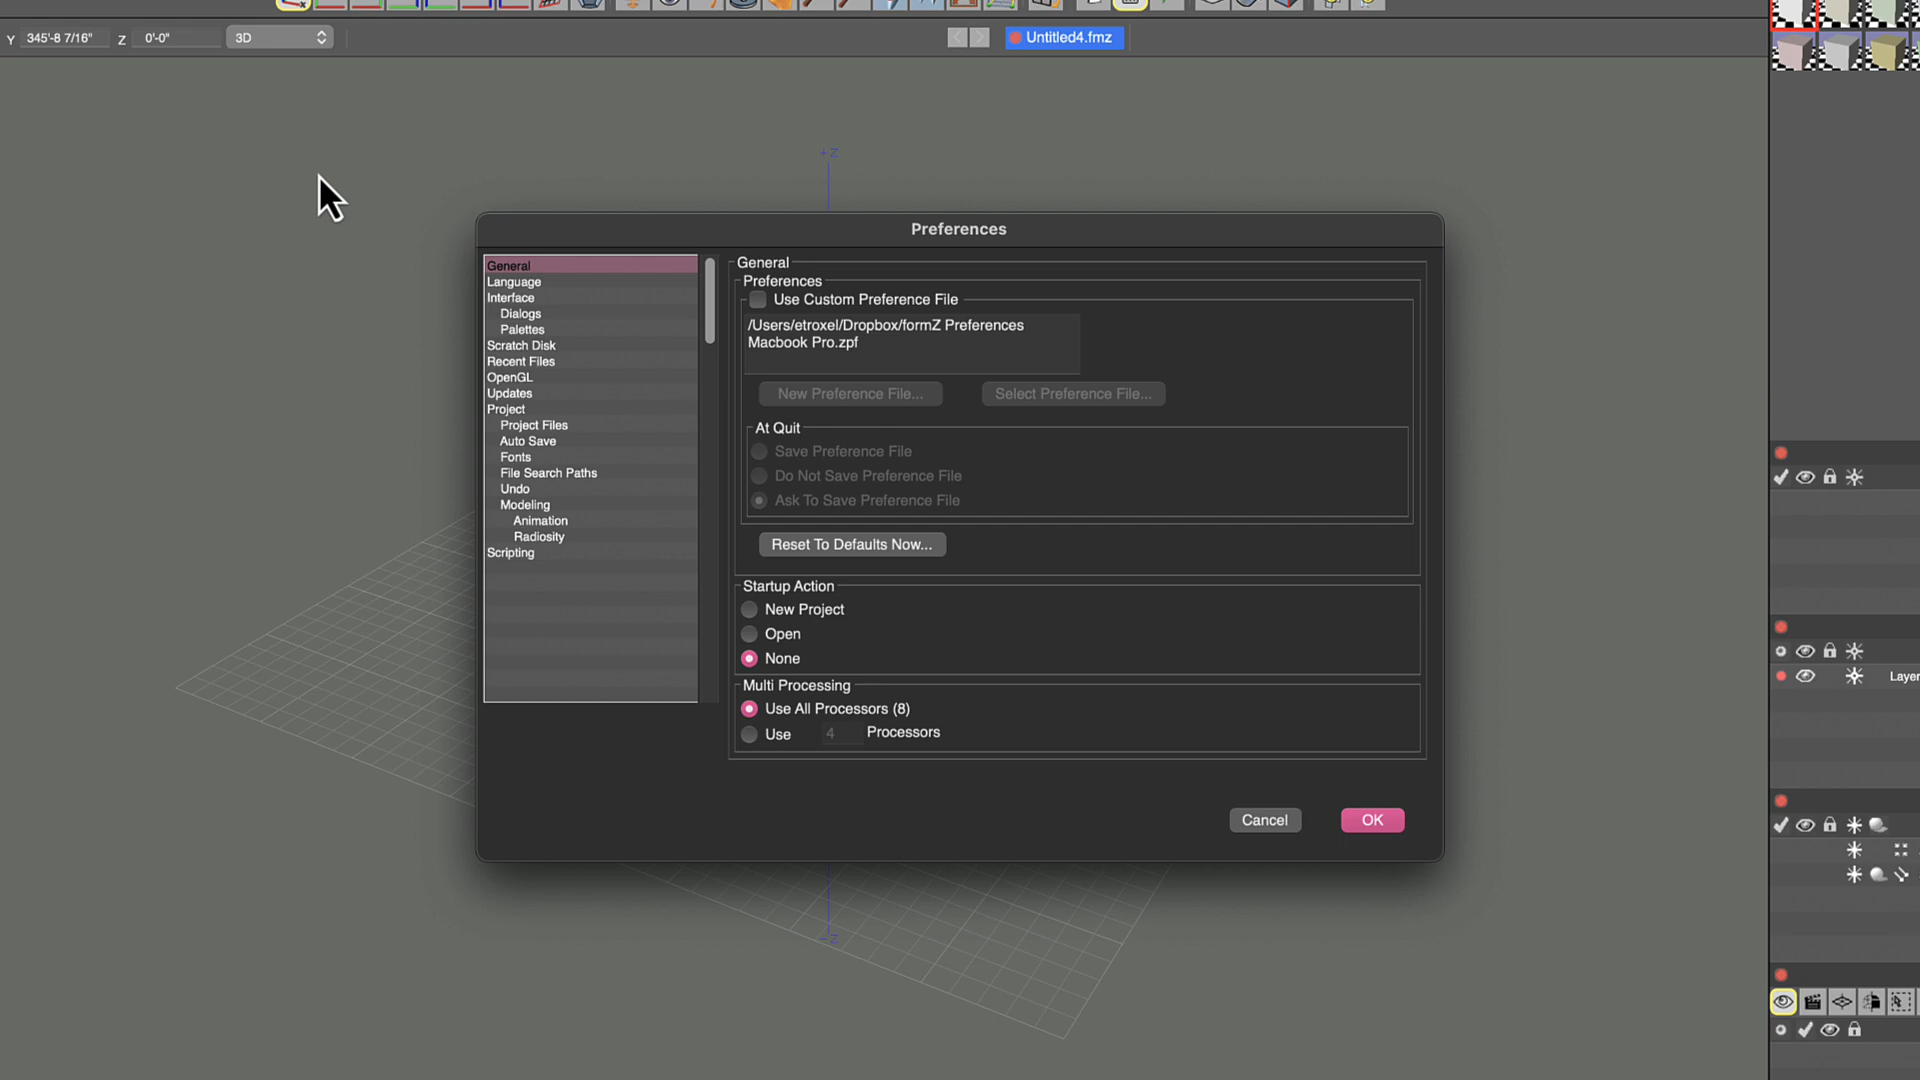 Y 345'-8 7/16" Z 0'-0" 3D
Untitled4.fmz
+Z
Preferences
General
Language
Interface
Dialogs
Palettes
Scratch Disk
Recent Files
OpenGL
Updates
Project
Project Files
Auto Save
Fonts
File Search Paths
Undo
Modeling
Animation
Radiosity
Scripting
General
Preferences
Use Custom Preference File
/Users/etroxel/Dropbox/formZ Preferences
Macbook Pro.zpf
New Preference File... Select Preference File...
At Quit
Save Preference File
Do Not Save Preference File
Ask To Save Preference File
Reset To Defaults Now...
Startup Action
New Project
Open
None
Multi Processing
Use All Processors (8)
Use 4 Processors
Cancel OK
-Z
Layer